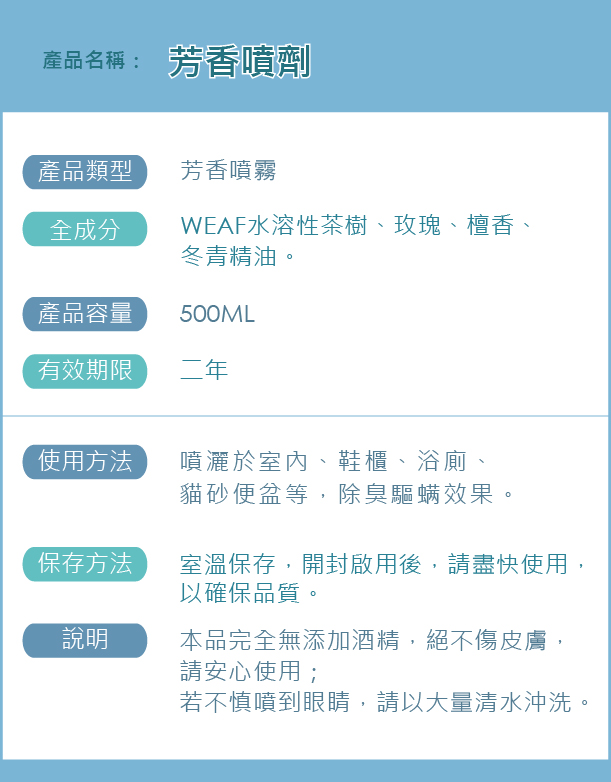 產品名稱： 芳香噴劑
產品類型 芳香噴霧
全成分 WEAF水溶性茶樹、玫瑰、檀香、
冬青精油。
產品容量 500ML
有效期限 二年
使用方法 噴灑於室內、鞋櫃、浴廁、
貓砂便盆等，除臭驅蟎效果。
保存方法 室溫保存，開封啟用後，請盡快使用，
以確保品質。
說明 本品完全無添加酒精，絕不傷皮膚，
請安心使用；
若不慎噴到眼睛，請以大量清水沖洗。